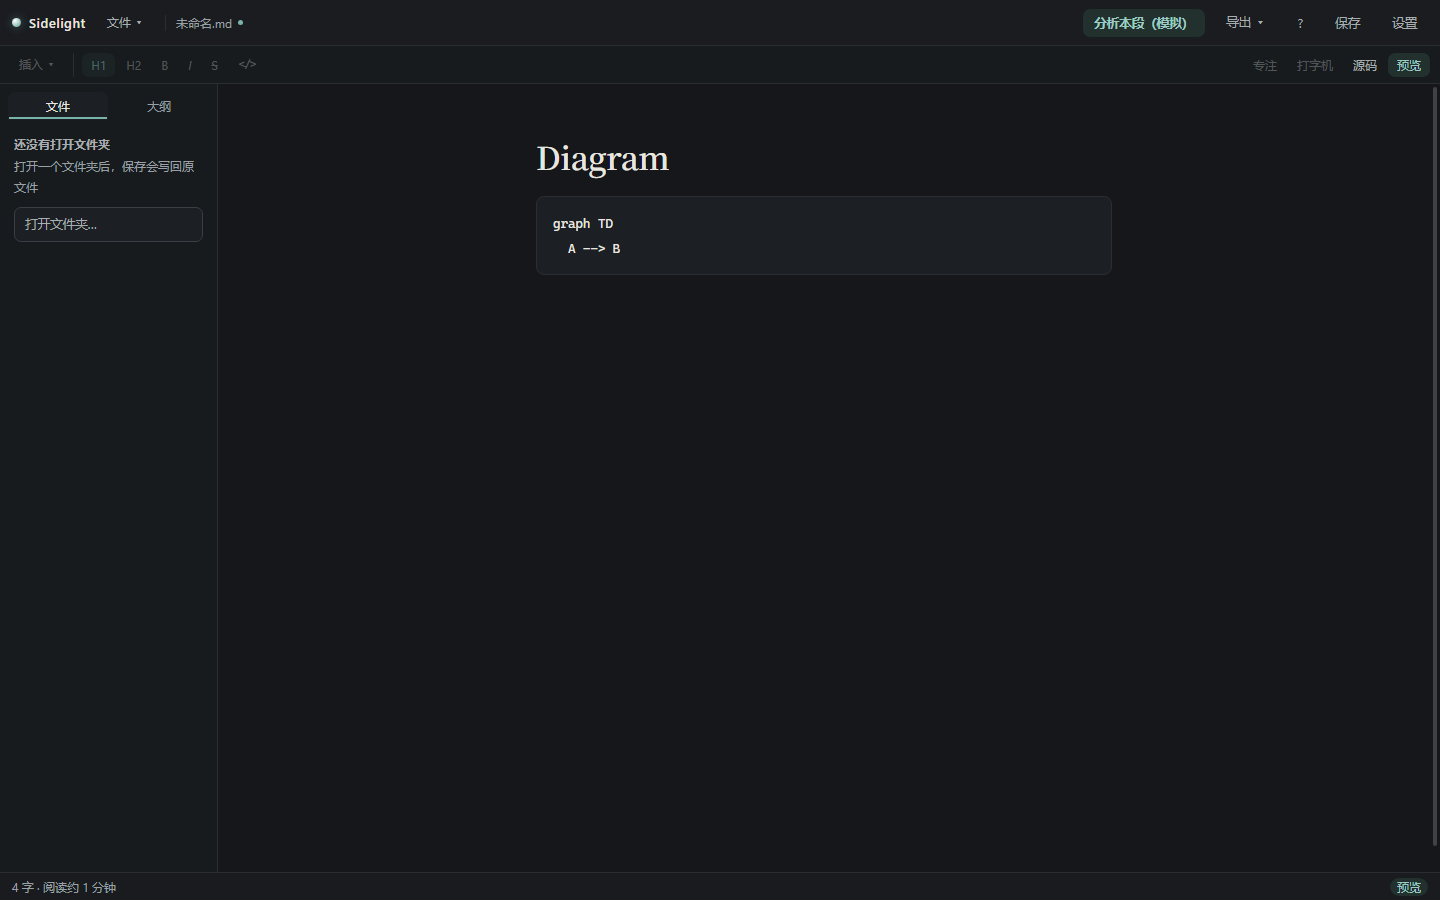 Sidelight 文件 未命名.md 分析本段（模拟） 导出 ? 保存 设置
插入 H1 H2 B I S </> 专注 打字机 源码 预览
文件 大纲
还没有打开文件夹
打开一个文件夹后，保存会写回原
文件
打开文件夹...
Diagram
graph TD
A --> B
4 字 · 阅读约 1 分钟 预览